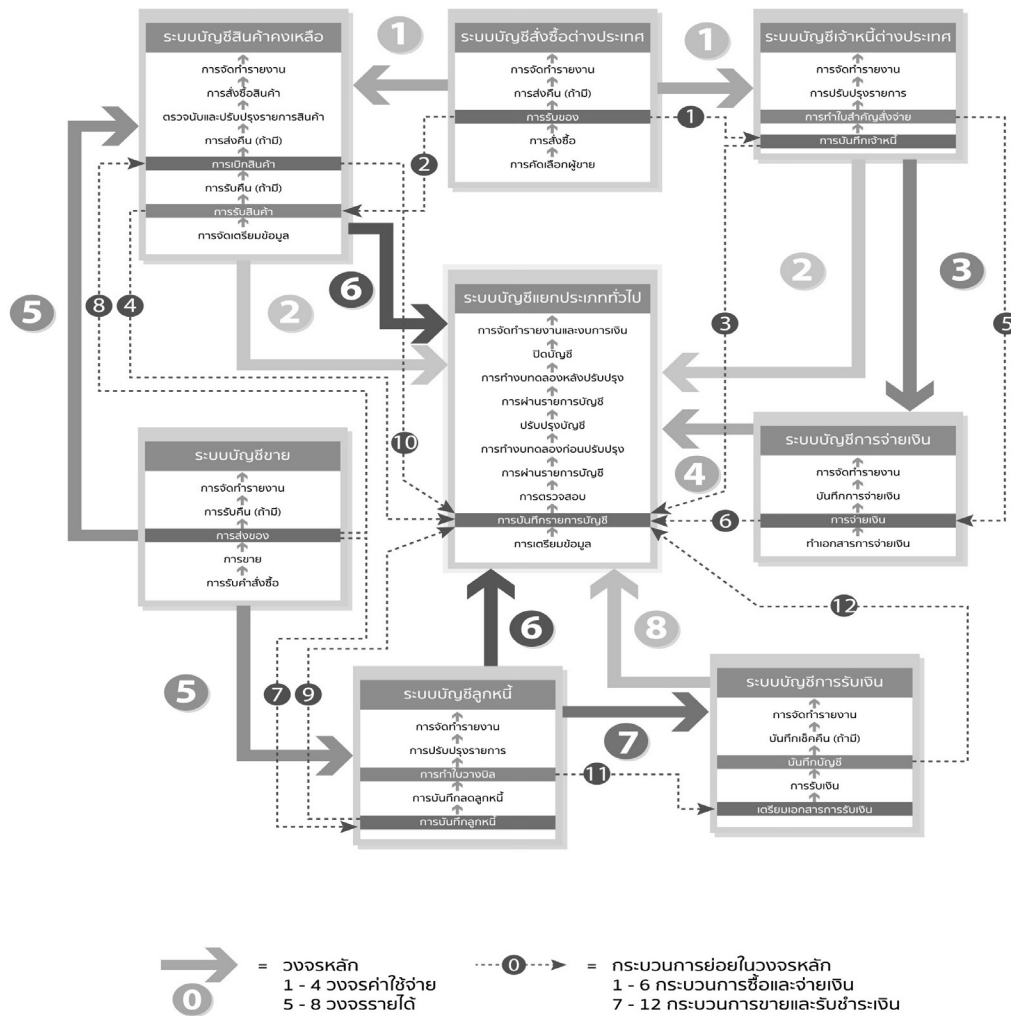 ระบบบัญชีสินค้าคงเหลือ
การจัดทำรายงาน
การสั่งซื้อสินค้า
ตรวจนับและปรับปรุงรายการสินค้า
การส่งคืน (ถ้ามี)
การเบิกสินค้า
การรับคืน (ถ้ามี)
การรับสินค้า
การจัดเตรียมข้อมูล
1
ระบบบัญชีสั่งซื้อต่างประเทศ
การจัดทำรายงาน
การส่งคืน (ถ้ามี)
การรับของ
การสั่งซื้อ
การคัดเลือกผู้ขาย
1
ระบบบัญชีเจ้าหนี้ต่างประเทศ
การจัดทำรายงาน
การปรับปรุงรายการ
การทำใบสำคัญสั่งจ่าย
การบันทึกเจ้าหนี้
1
2
5
8
4
2
6
2
3
3
5
ระบบบัญชีแยกประเภททั่วไป
การจัดทำรายงานและงบการเงิน
ปิดบัญชี
การทำงบทดลองหลังปรับปรุง
การผ่านรายการบัญชี
ปรับปรุงบัญชี
การทำงบทดลองก่อนปรับปรุง
การผ่านรายการบัญชี
การตรวจสอบ
การบันทึกรายการบัญชี
การเตรียมข้อมูล
10
4
6
ระบบบัญชีขาย
การจัดทำรายงาน
การรับคืน (ถ้ามี)
การส่งของ
การขาย
การรับคำสั่งซื้อ
ระบบบัญชีการจ่ายเงิน
การจัดทำรายงาน
บันทึกการจ่ายเงิน
การจ่ายเงิน
ทำเอกสารการจ่ายเงิน
6
8
12
5
7
9
ระบบบัญชีลูกหนี้
การจัดทำรายงาน
การปรับปรุงรายการ
การทำใบวางบิล
การบันทึกลดลูกหนี้
การบันทึกลูกหนี้
7
11
ระบบบัญชีการรับเงิน
การจัดทำรายงาน
บันทึกเช็คคืน (ถ้ามี)
บันทึกบัญชี
การรับเงิน
เตรียมเอกสารการรับเงิน
0 = วงจรหลัก
1 - 4 วงจรค่าใช้จ่าย
5 - 8 วงจรรายได้
0 = กระบวนการย่อยในวงจรหลัก
1 - 6 กระบวนการซื้อและจ่ายเงิน
7 - 12 กระบวนการขายและรับชำระเงิน